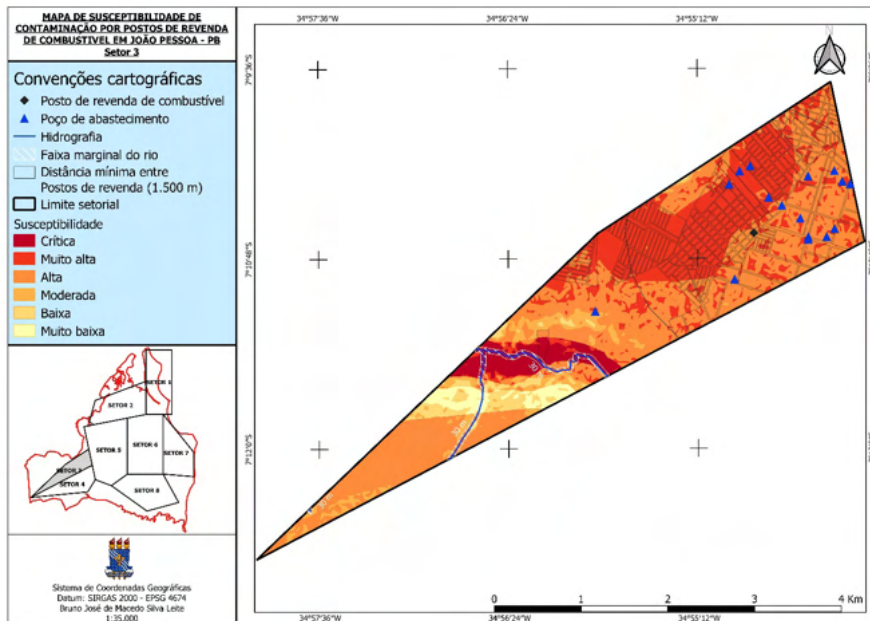 MAPA DE SUSCEPTIBILIDADE DE
CONTAMINAÇÃO POR POSTOS DE REVENDA
DE COMBUSTIVEL EM JOÃO PESSOA - PB
Setor 3
Convenções cartográficas
Posto de revenda de combustível
Poço de abastecimento
Hidrografia
Faixa marginal do rio
Distância mínima entre
Postos de revenda (1.500 m)
Limite setorial
Susceptibilidade
Crítica
Muito alta
Alta
Moderada
Baixa
Muito baixa
SETOR 1
SETOR 2
SETOR 5
SETOR 6
SETOR 7
SETOR 3
SETOR 4
SETOR 8
Sistema de Coordenadas Geográficas
Datum: SIRGAS 2000 - EPSG 4674
Bruno José de Macedo Silva Leite
1:35.000
34°57'36"W
34°56'24"W
34°55'12"W
N
7°9'36"S
7°10'48"S
7°12'0"S
30
0
1
2
3
4 Km
34°57'36"W
34°56'24"W
34°55'12"W